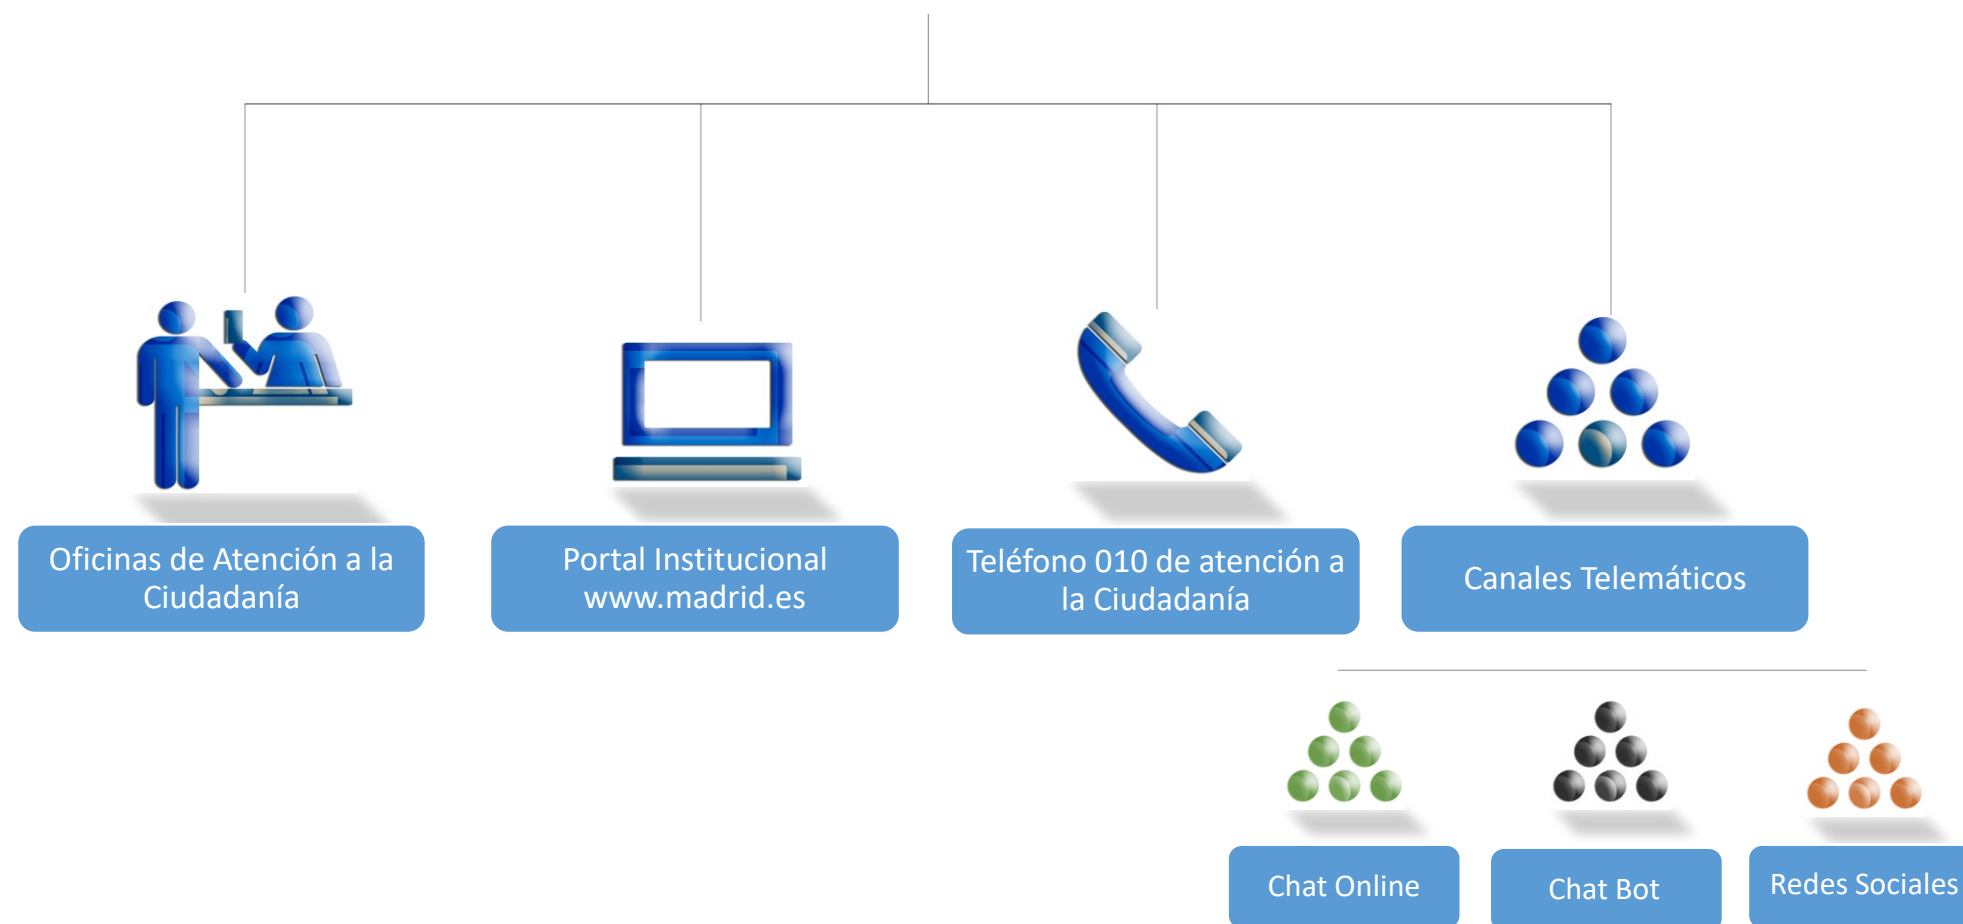 Oficinas de Atención a la
Ciudadanía
Portal Institucional
www.madrid.es
Teléfono 010 de atención a
la Ciudadanía
Canales Telemáticos
Chat Online
Chat Bot
Redes Sociales